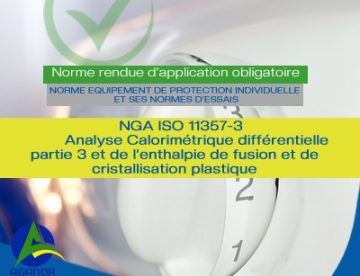 Norme rendue d'application obligatoire
NORME EQUIPEMENT DE PROTECTION INDIVIDUELLE
ET SES NORMES D'ESSAIS
NGA ISO 11357-3
Analyse Calorimétrique différentielle
partie 3 et de l'enthalpie de fusion et de
cristallisation plastique
3
2
1
AGANOR